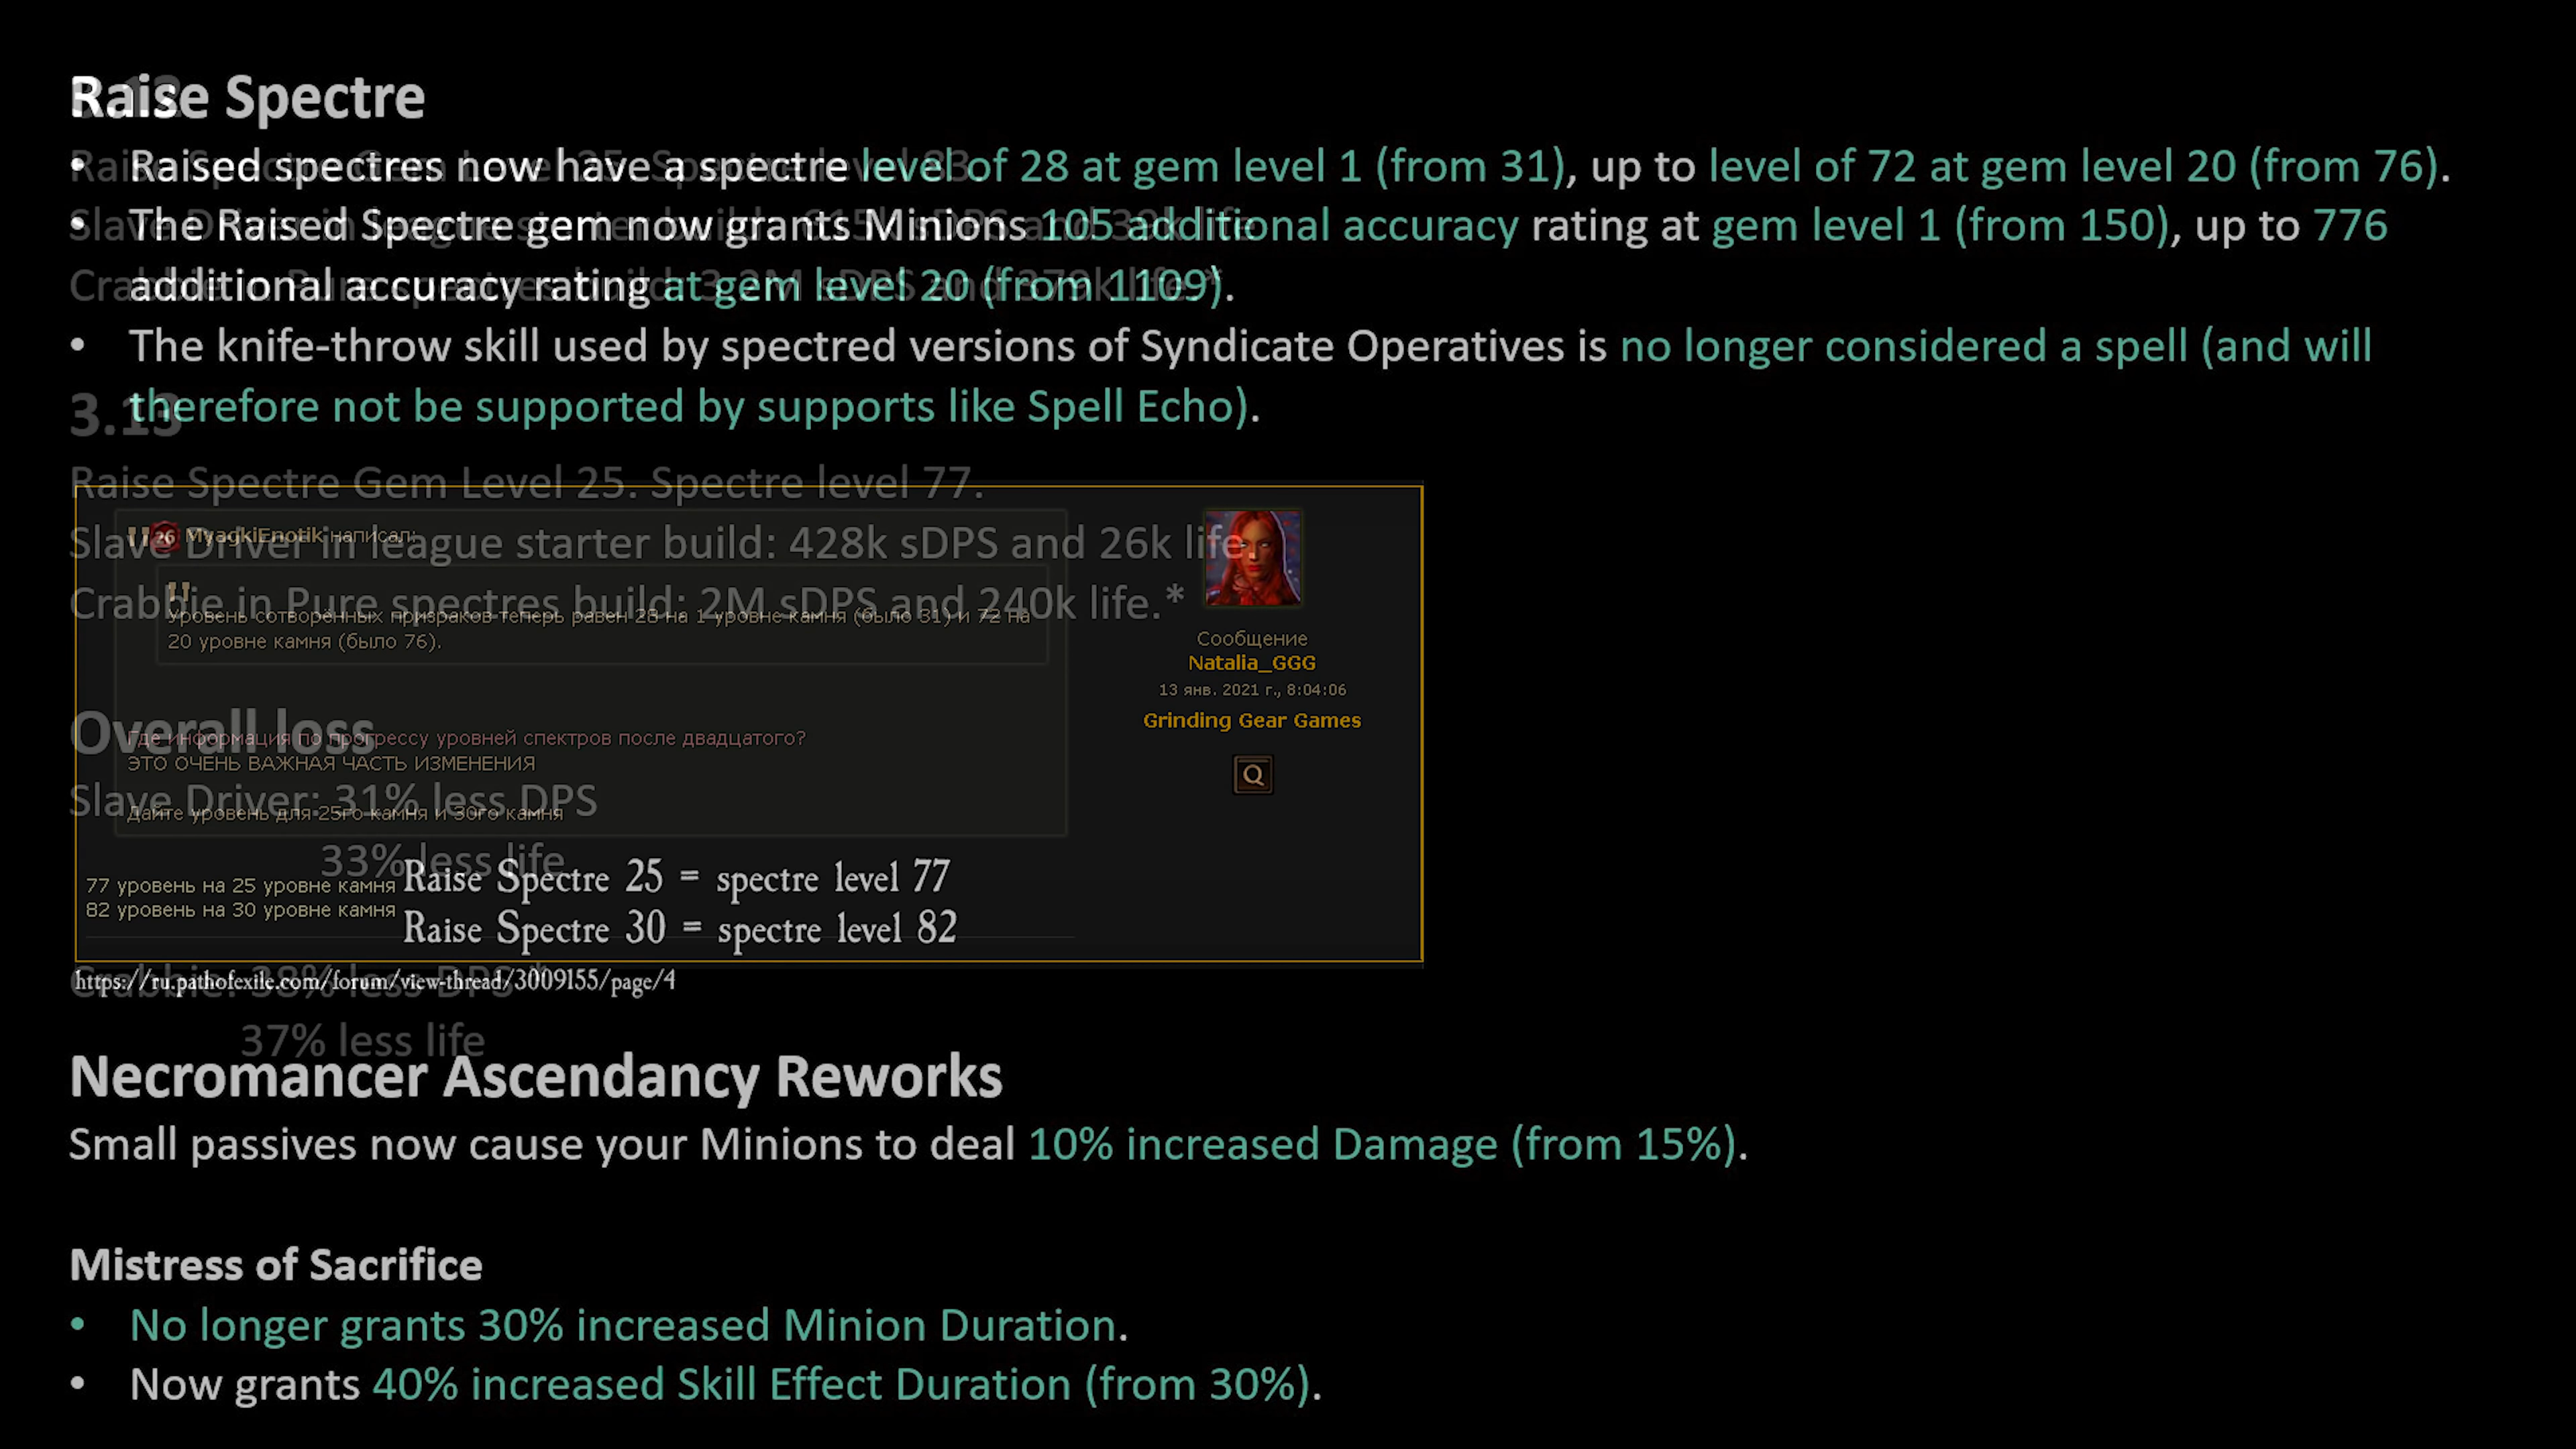 Raise Spectre
• Raised spectres now have a spectre level of 28 at gem level 1 (from 31), up to level of 72 at gem level 20 (from 76).
• The Raised Spectre gem now grants Minions 105 additional accuracy rating at gem level 1 (from 150), up to 776
additional accuracy rating at gem level 20 (from 1109).
• The knife-throw skill used by spectred versions of Syndicate Operatives is no longer considered a spell (and will
therefore not be supported by supports like Spell Echo).
3.13
Raise Spectre Gem Level 25. Spectre level 77.
Slave Driver in league starter build: 428k sDPS and 26k life.
Crabbie in Pure spectres build: 2M sDPS and 240k life.*
26 MyagkiEnotik написал:
Уровень сотворённых призраков теперь равен 28 на 1 уровне камня (было 31) и 72 на
20 уровне камня (было 76).
Где информация по прогрессу уровней спектров после двадцатого?
ЭТО ОЧЕНЬ ВАЖНАЯ ЧАСТЬ ИЗМЕНЕНИЯ
Дайте уровень для 25го камня и 30го камня
Сообщение
Natalia_GGG
13 янв. 2021 г., 8:04:06
Grinding Gear Games
Overall loss
Slave Driver: 31% less DPS
33% less life
77 уровень на 25 уровне камня
82 уровень на 30 уровне камня
Raise Spectre 25 = spectre level 77
Raise Spectre 30 = spectre level 82
https://ru.pathofexile.com/forum/view-thread/3009155/page/4
Crabbie: 38% less DPS *
37% less life
Necromancer Ascendancy Reworks
Small passives now cause your Minions to deal 10% increased Damage (from 15%).
Mistress of Sacrifice
• No longer grants 30% increased Minion Duration.
• Now grants 40% increased Skill Effect Duration (from 30%).